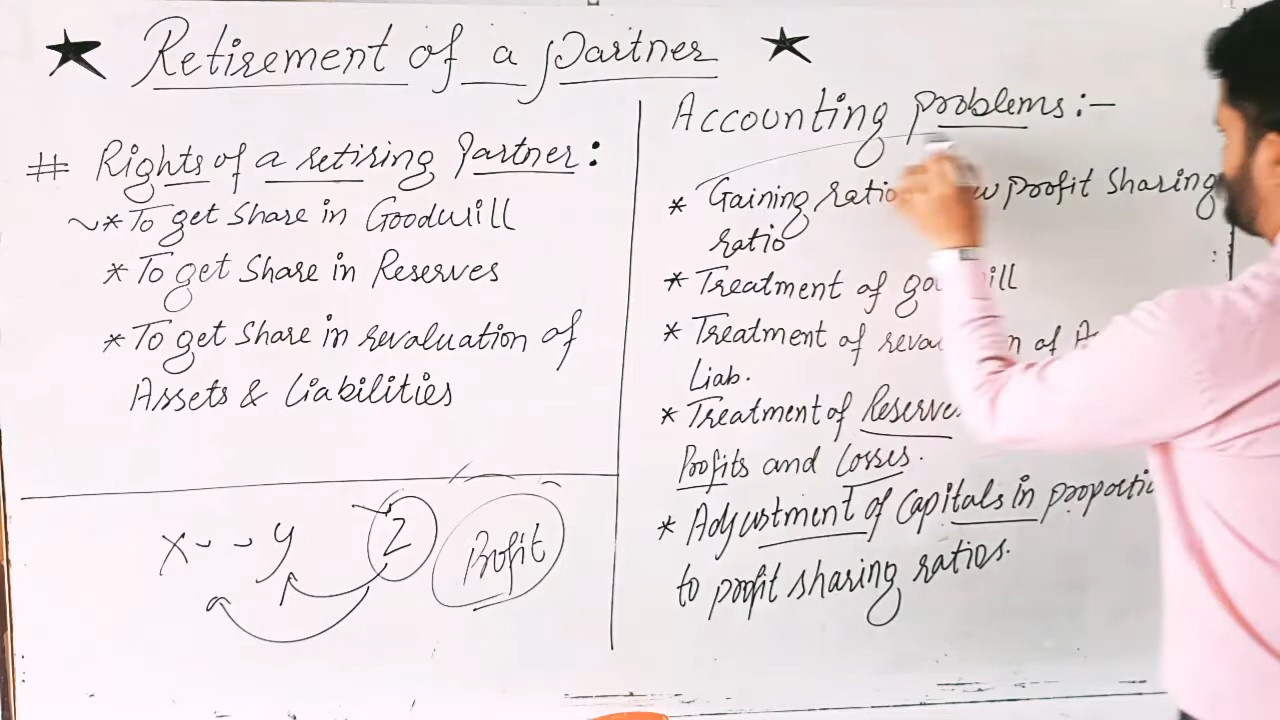 ★ Retirement of a partner ★
# Rights of a retiring Partner:
* To get Share in Goodwill
* To get Share in Reserves
* To get Share in revaluation of
Assets & Liabilities
X - - y Z Profit
Accounting problems:-
* Gaining ratio profit Sharing
ratio
* Treatment of
* Treatment of of
Liab.
* Treatment of Reserves
Profits and Losses.
* Adjustment of Capitals in
to profit sharing ratios.